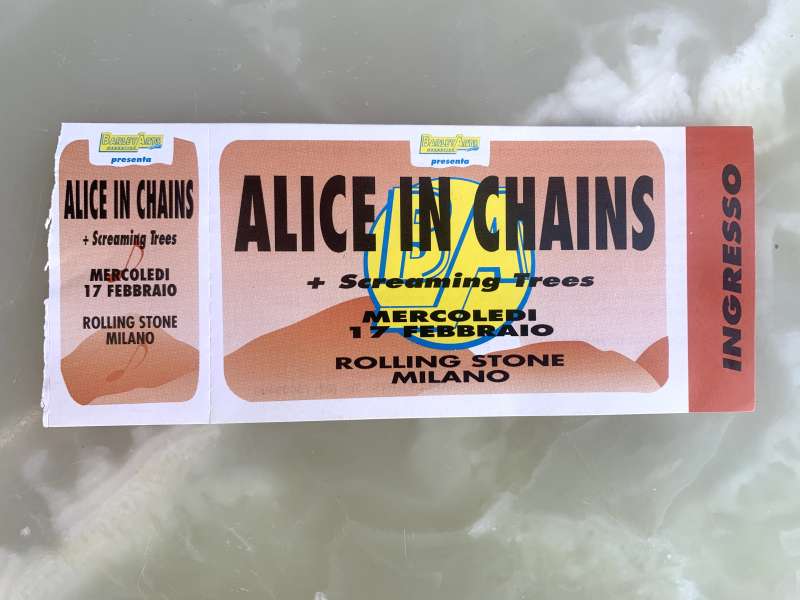 BARLEY ARTS
presenta
ALICE IN CHAINS
+ Screaming Trees
MERCOLEDI
17 FEBBRAIO
ROLLING STONE
MILANO
BARLEY ARTS
presenta
BA
ALICE IN CHAINS
+ Screaming Trees
MERCOLEDI
17 FEBBRAIO
ROLLING STONE
MILANO
INGRESSO